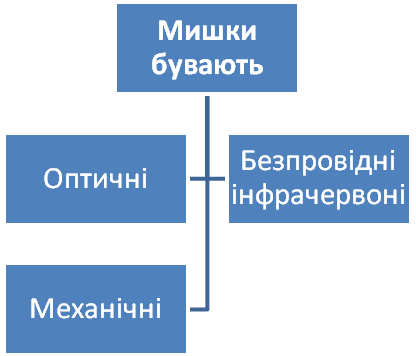 Мишки
бувають
Оптичні
Безпровідні
інфрачервоні
Механічні